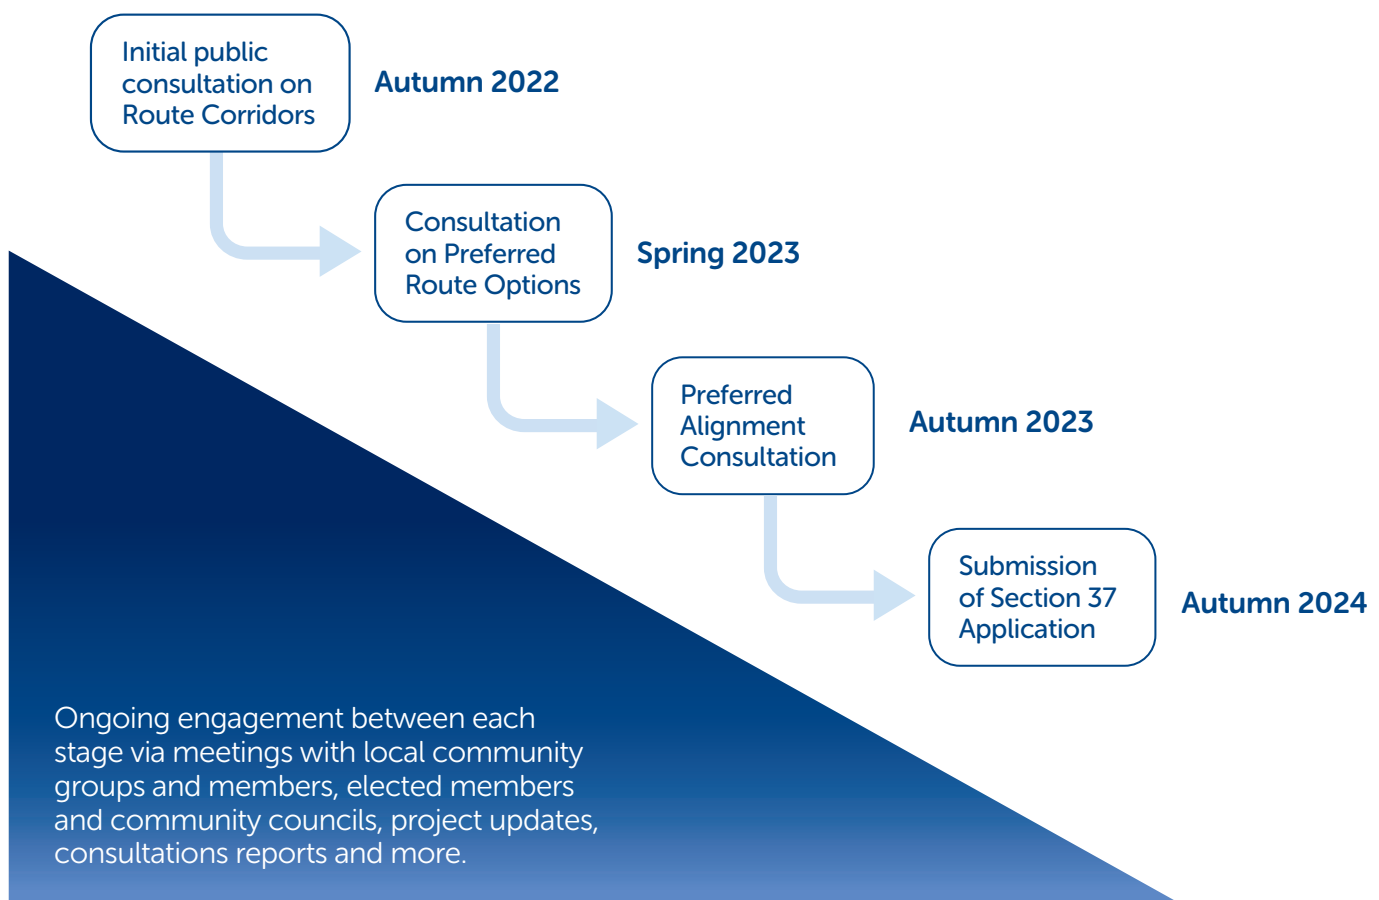 Initial public
consultation on
Route Corridors
Autumn 2022
Consultation
on Preferred
Route Options
Spring 2023
Preferred
Alignment
Consultation
Autumn 2023
Submission
of Section 37
Application
Autumn 2024
Ongoing engagement between each
stage via meetings with local community
groups and members, elected members
and community councils, project updates,
consultations reports and more.